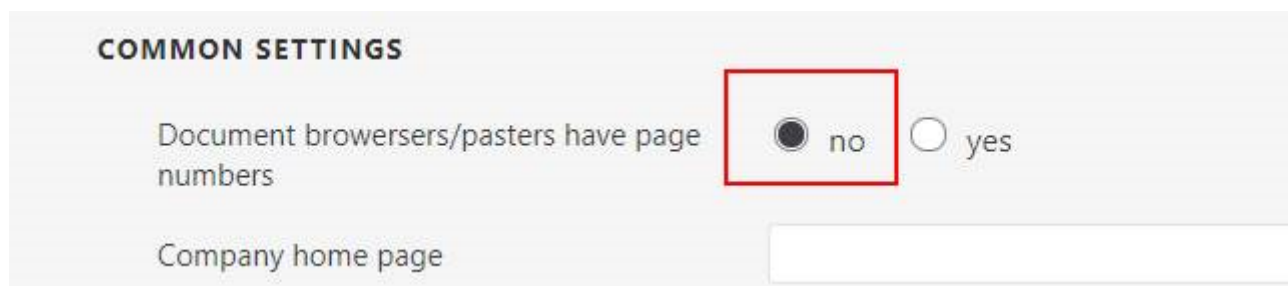 COMMON SETTINGS
Document browersers/pasters have page no yes
numbers
Company home page